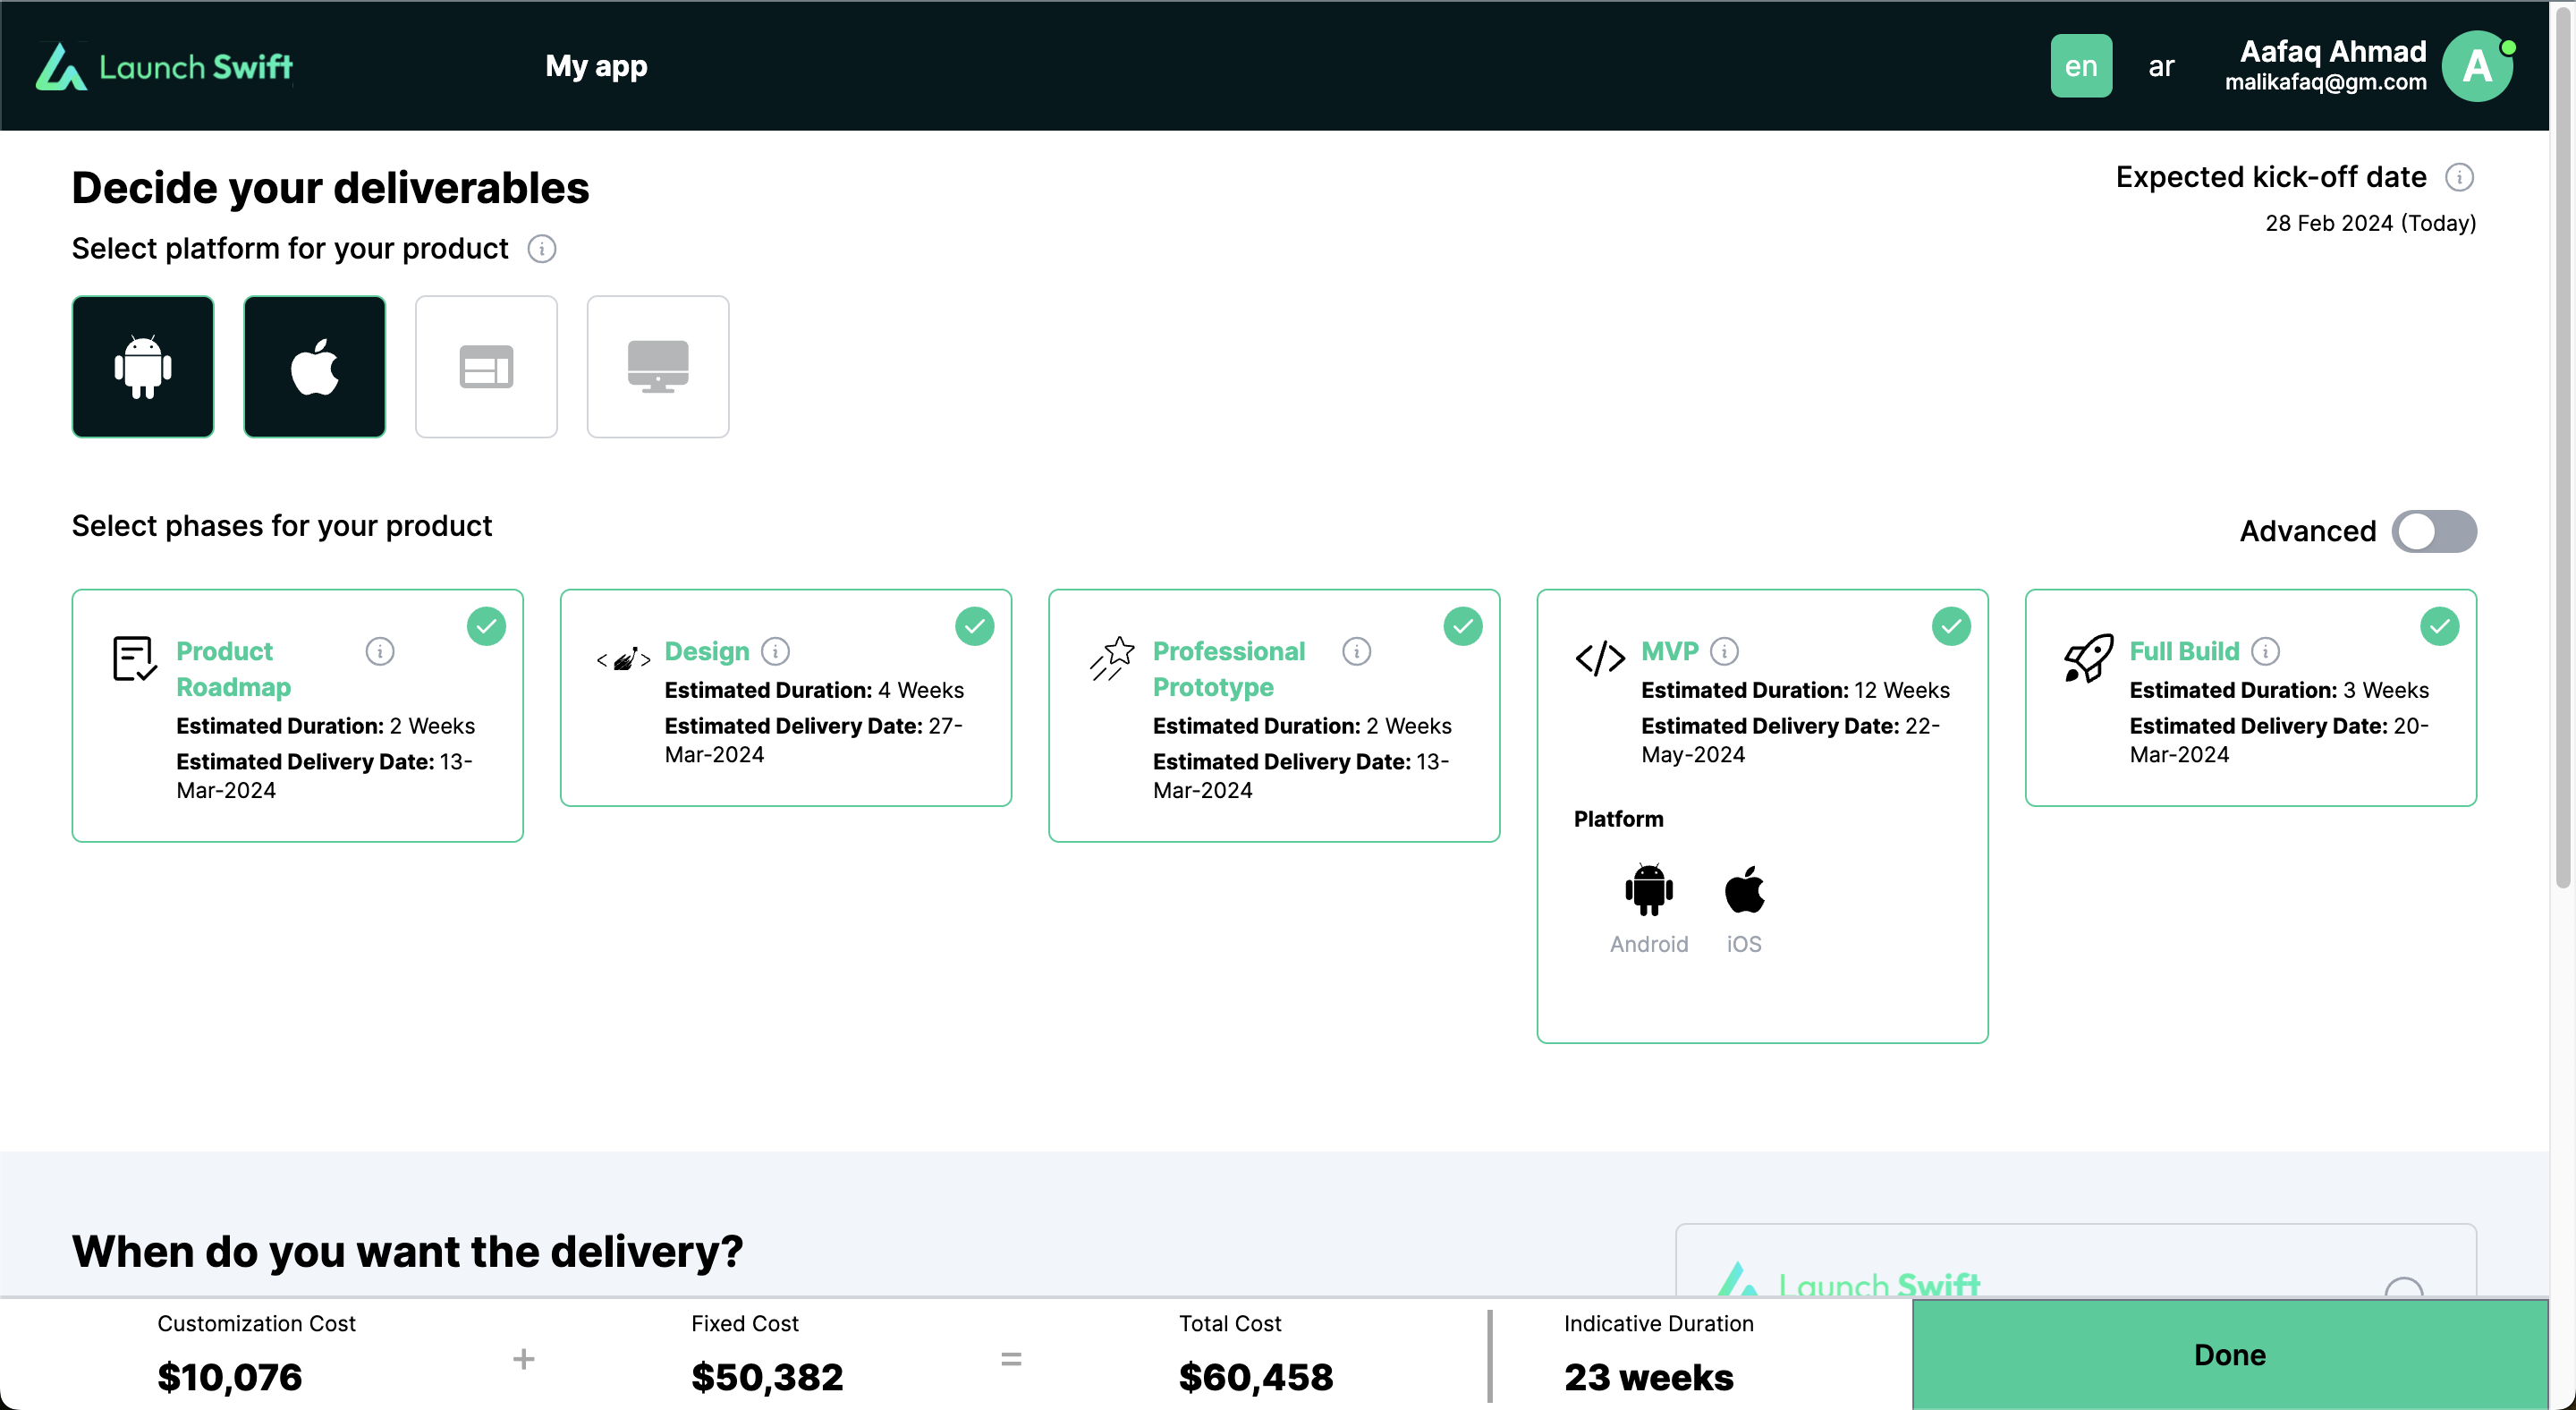 Launch Swift
My app
en
ar
Aafaq Ahmad
malikafaq@gm.com
A
Decide your deliverables
Expected kick-off date
28 Feb 2024 (Today)
Select platform for your product
Select phases for your product
Advanced
Product
Roadmap
Estimated Duration: 2 Weeks
Estimated Delivery Date: 13-
Mar-2024
Design
Estimated Duration: 4 Weeks
Estimated Delivery Date: 27-
Mar-2024
Professional
Prototype
Estimated Duration: 2 Weeks
Estimated Delivery Date: 13-
Mar-2024
MVP
Estimated Duration: 12 Weeks
Estimated Delivery Date: 22-
May-2024
Platform
Android
iOS
Full Build
Estimated Duration: 3 Weeks
Estimated Delivery Date: 20-
Mar-2024
When do you want the delivery?
Launch Swift
Customization Cost
$10,076
+
Fixed Cost
$50,382
=
Total Cost
$60,458
Indicative Duration
23 weeks
Done